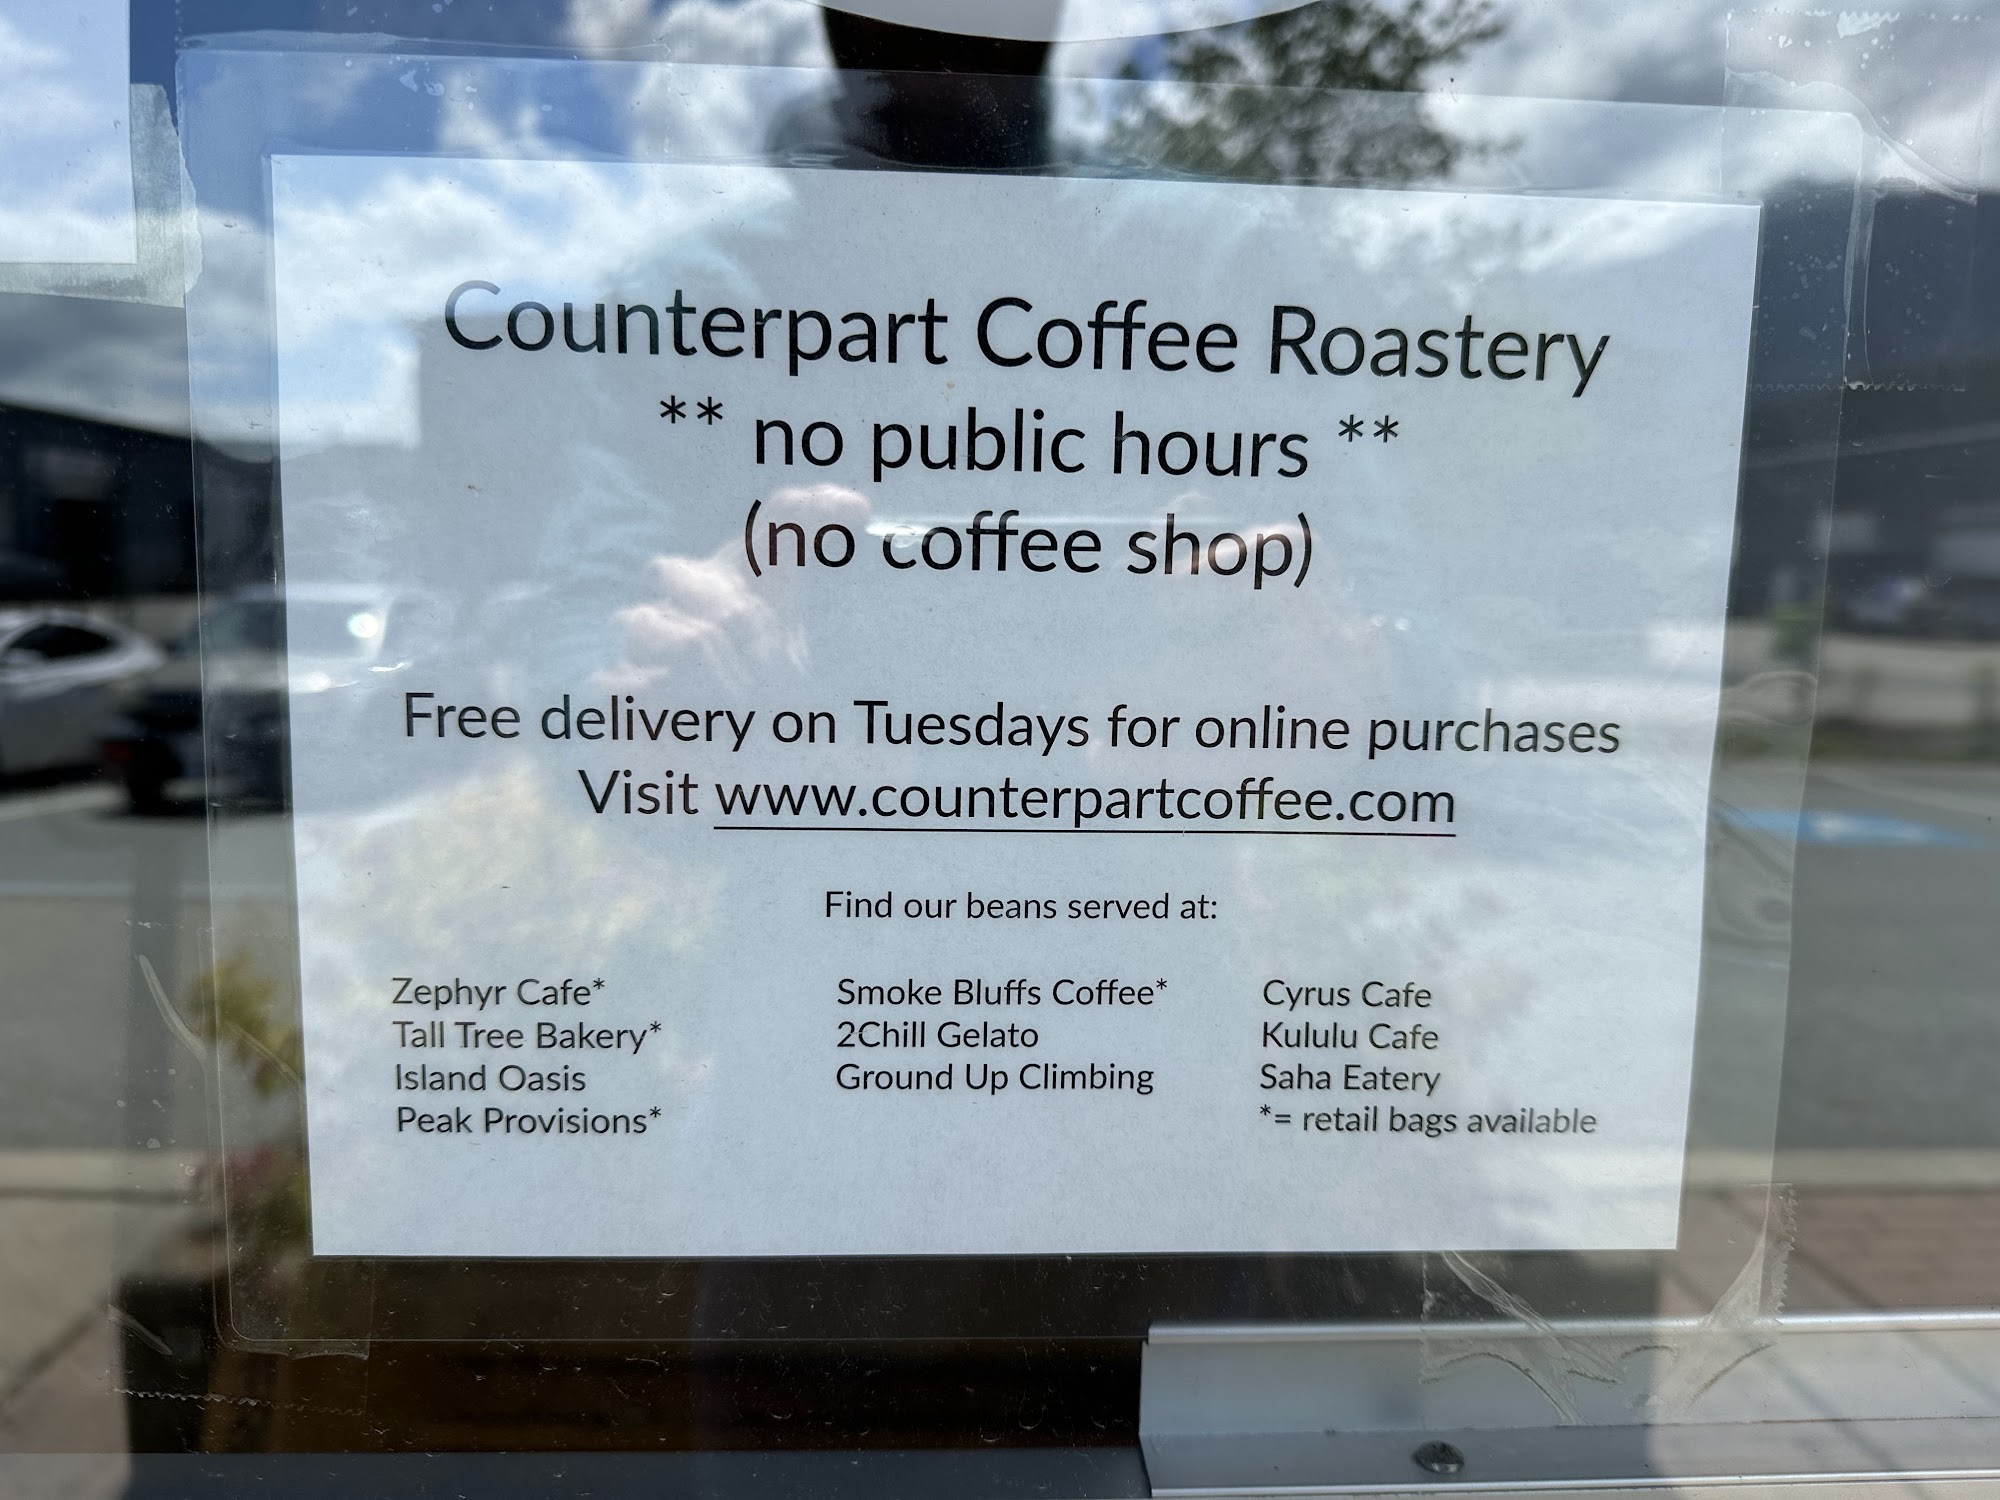 Counterpart Coffee Roastery
** no public hours **
(no coffee shop)
Free delivery on Tuesdays for online purchases
Visit www.counterpartcoffee.com
Find our beans served at:
Zephyr Cafe*
Tall Tree Bakery*
Island Oasis
Peak Provisions*
Smoke Bluffs Coffee*
2Chill Gelato
Ground Up Climbing
Cyrus Cafe
Kululu Cafe
Saha Eatery
*= retail bags available